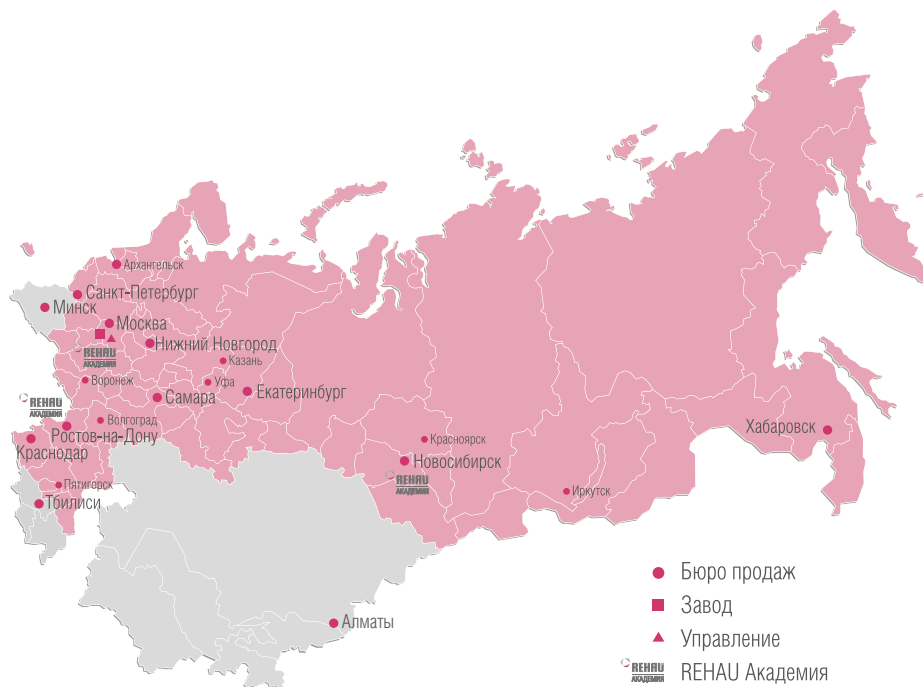 Архангельск
Санкт-Петербург
Минск
Москва
Нижний Новгород
REHAU
АКАДЕМИЯ
Казань
Воронеж
Уфа
Екатеринбург
Самара
REHAU
АКАДЕМИЯ
Волгоград
Ростов-на-Дону
Краснодар
Хабаровск
Красноярск
Новосибирск
REHAU
АКАДЕМИЯ
Иркутск
Пятигорск
Тбилиси
Алматы
Бюро продаж
Завод
Управление
REHAU
АКАДЕМИЯ
REHAU Академия